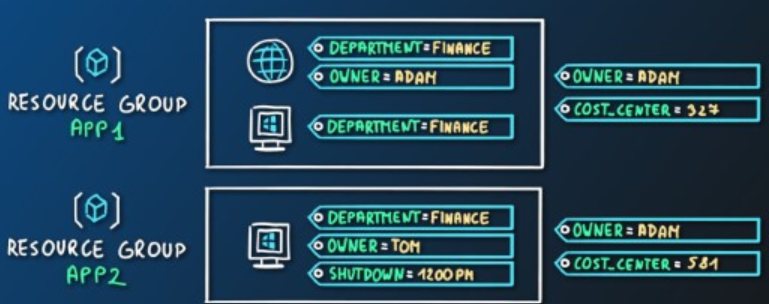 RESOURCE GROUP
APP1
DEPARTMENT=FINANCE
OWNER=ADAM
DEPARTMENT=FINANCE
OWNER=ADAM
COST_CENTER=327
RESOURCE GROUP
APP2
DEPARTMENT=FINANCE
OWNER=TOM
SHUTDOWN=1200PM
OWNER=ADAM
COST_CENTER=581